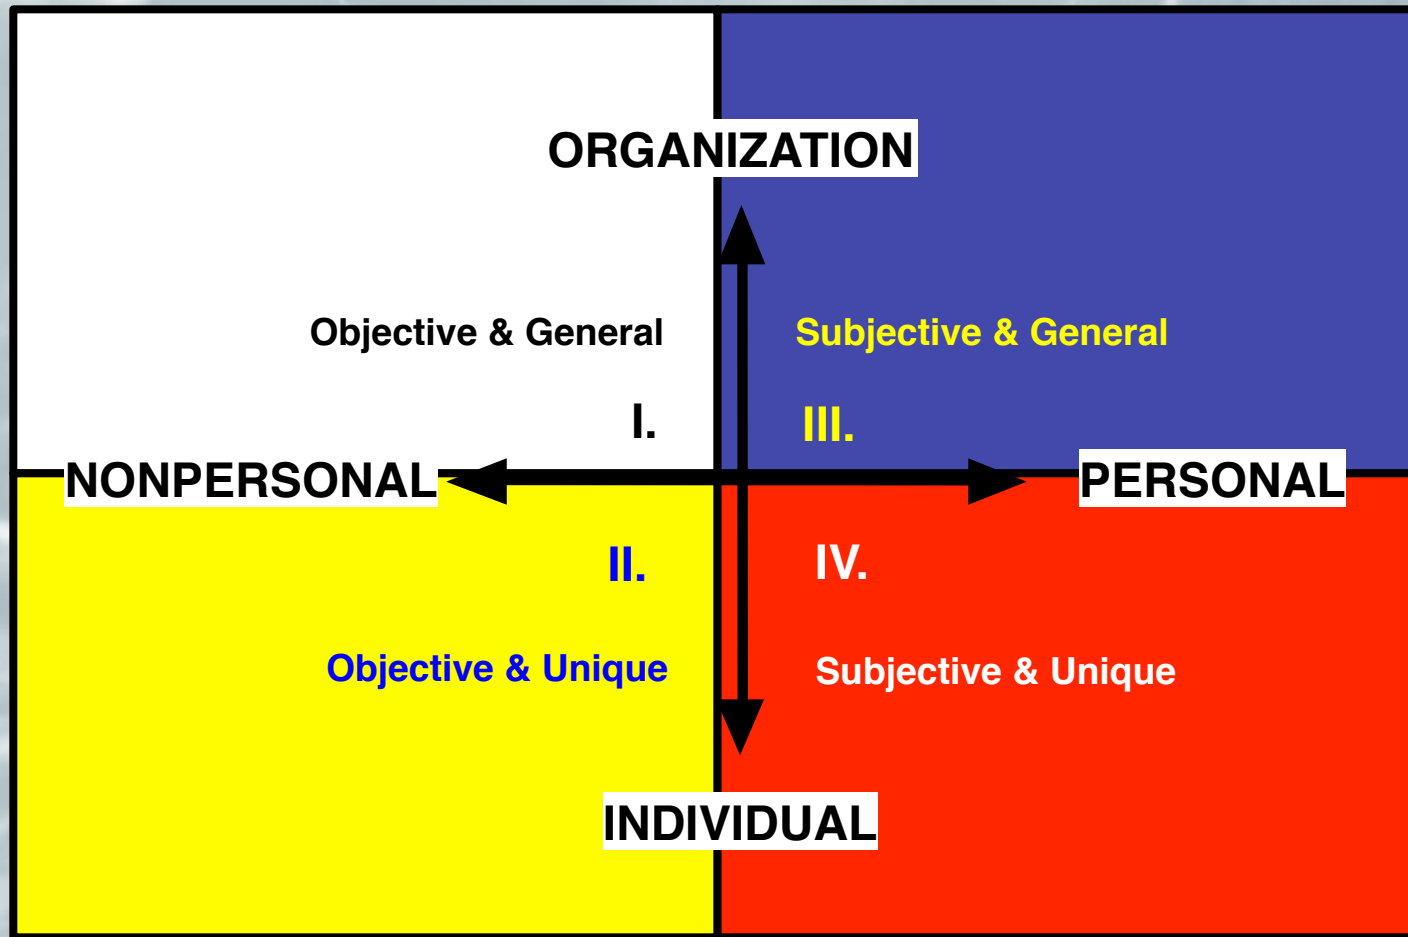 ORGANIZATION
Objective & General
Subjective & General
I.
III.
NONPERSONAL
PERSONAL
II.
IV.
Objective & Unique
Subjective & Unique
INDIVIDUAL